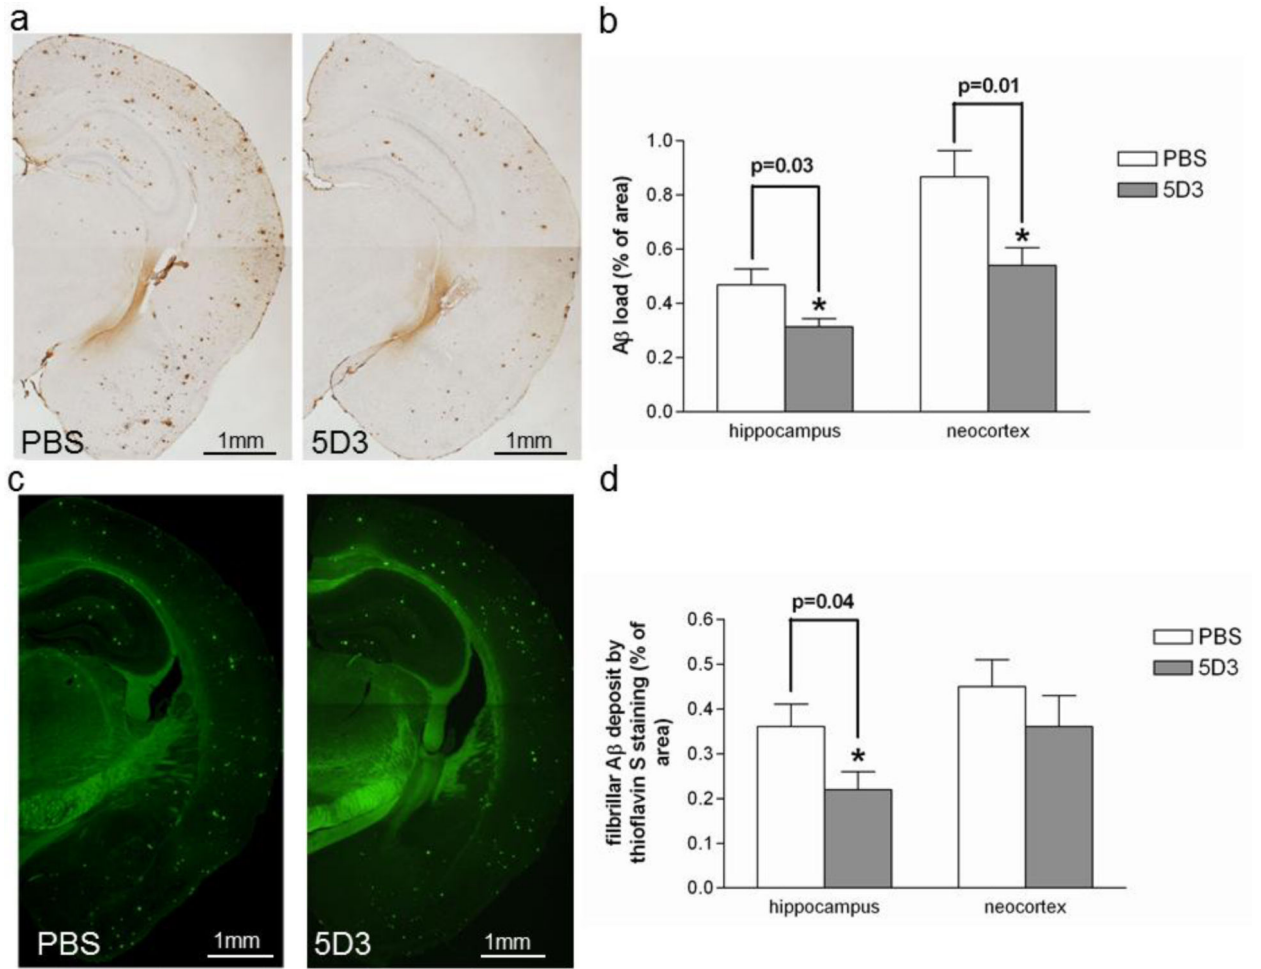 a
PBS
1mm
5D3
1mm
b
p=0.01
p=0.03
Aβ load (% of area)
1.0
0.8
0.6
0.4
0.2
0.0
*
*
hippocampus
neocortex
PBS
5D3
c
PBS
1mm
5D3
1mm
d
p=0.04
filbrillar Aβ deposit by
thioflavin S staining (% of
area)
0.6
0.5
0.4
0.3
0.2
0.1
0.0
*
hippocampus
neocortex
PBS
5D3